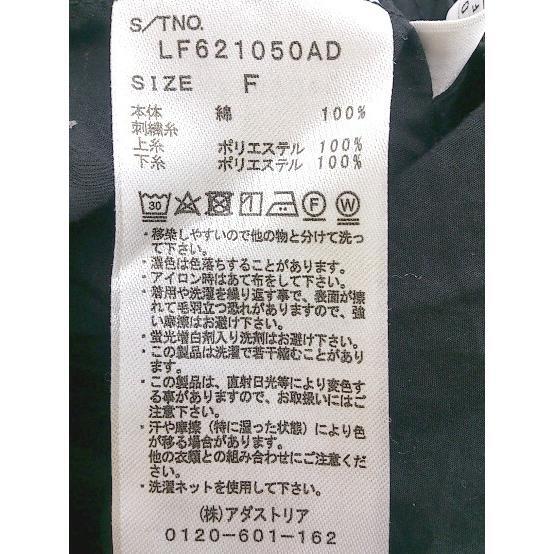 S/TNO.
LF621050AD
SIZE F
本体 綿 100%
刺繍糸
上糸 ポリエステル 100%
下糸 ポリエステル 100%
30 F W
・移染しやすいので他の物と分けて洗っ
て下さい。
・濃色は色落ちすることがあります。
・アイロン時はあて布をして下さい。
・着用や洗濯を繰り返す事で、表面が擦
れて毛羽立つ恐れがありますので、強
い摩擦はお避け下さい。
・蛍光増白剤入り洗剤はお避け下さい。
・この製品は洗濯で若干縮むことがあり
ます。
・この製品は、直射日光等により変色す
る事がありますので、お取扱いにはご
注意下さい。
・汗や摩擦（特に湿った状態）により色
が移る場合があります。
他の衣類との組み合わせにご注意くだ
さい。
・洗濯ネットを使用して下さい。
(株)アダストリア
0120-601-162